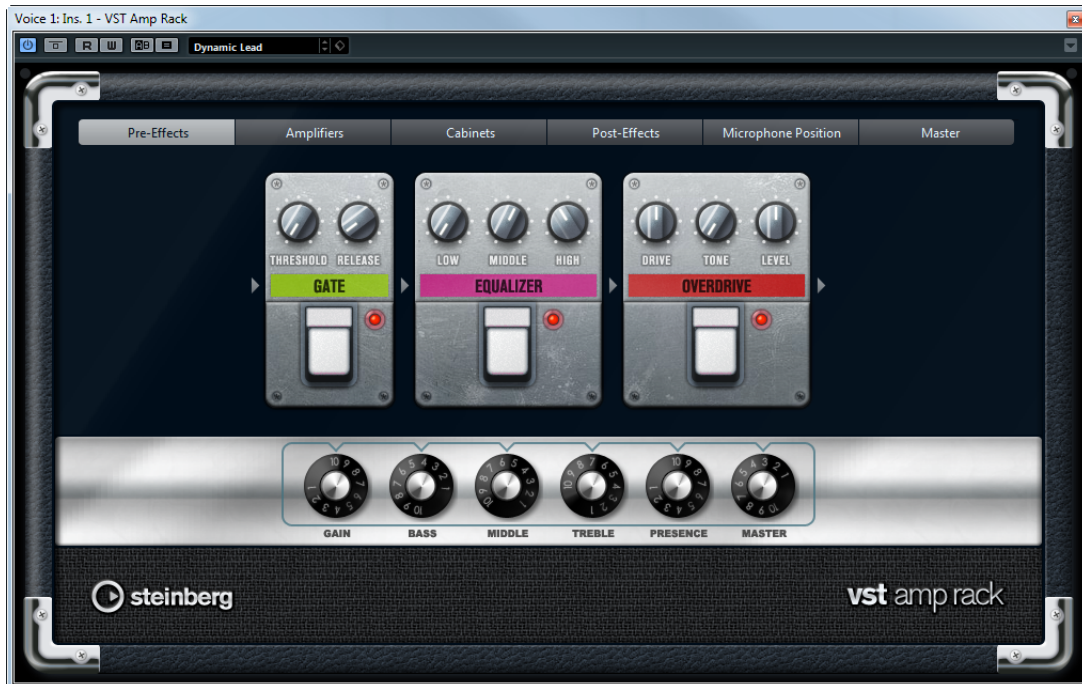 Voice 1: Ins. 1 - VST Amp Rack
R W AB Dynamic Lead
Pre-Effects Amplifiers Cabinets Post-Effects Microphone Position Master
THRESHOLD RELEASE LOW MIDDLE HIGH DRIVE TONE LEVEL
GATE EQUALIZER OVERDRIVE
GAIN BASS MIDDLE TREBLE PRESENCE MASTER
steinberg vst amp rack